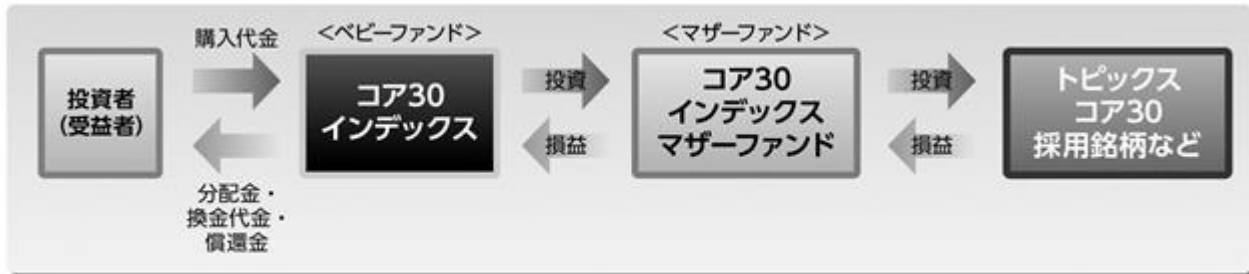 投資者
(受益者)
購入代金
分配金・
換金代金・
償還金
＜ベビーファンド＞
コア30
インデックス
投資
損益
＜マザーファンド＞
コア30
インデックス
マザーファンド
投資
損益
トピックス
コア30
採用銘柄など